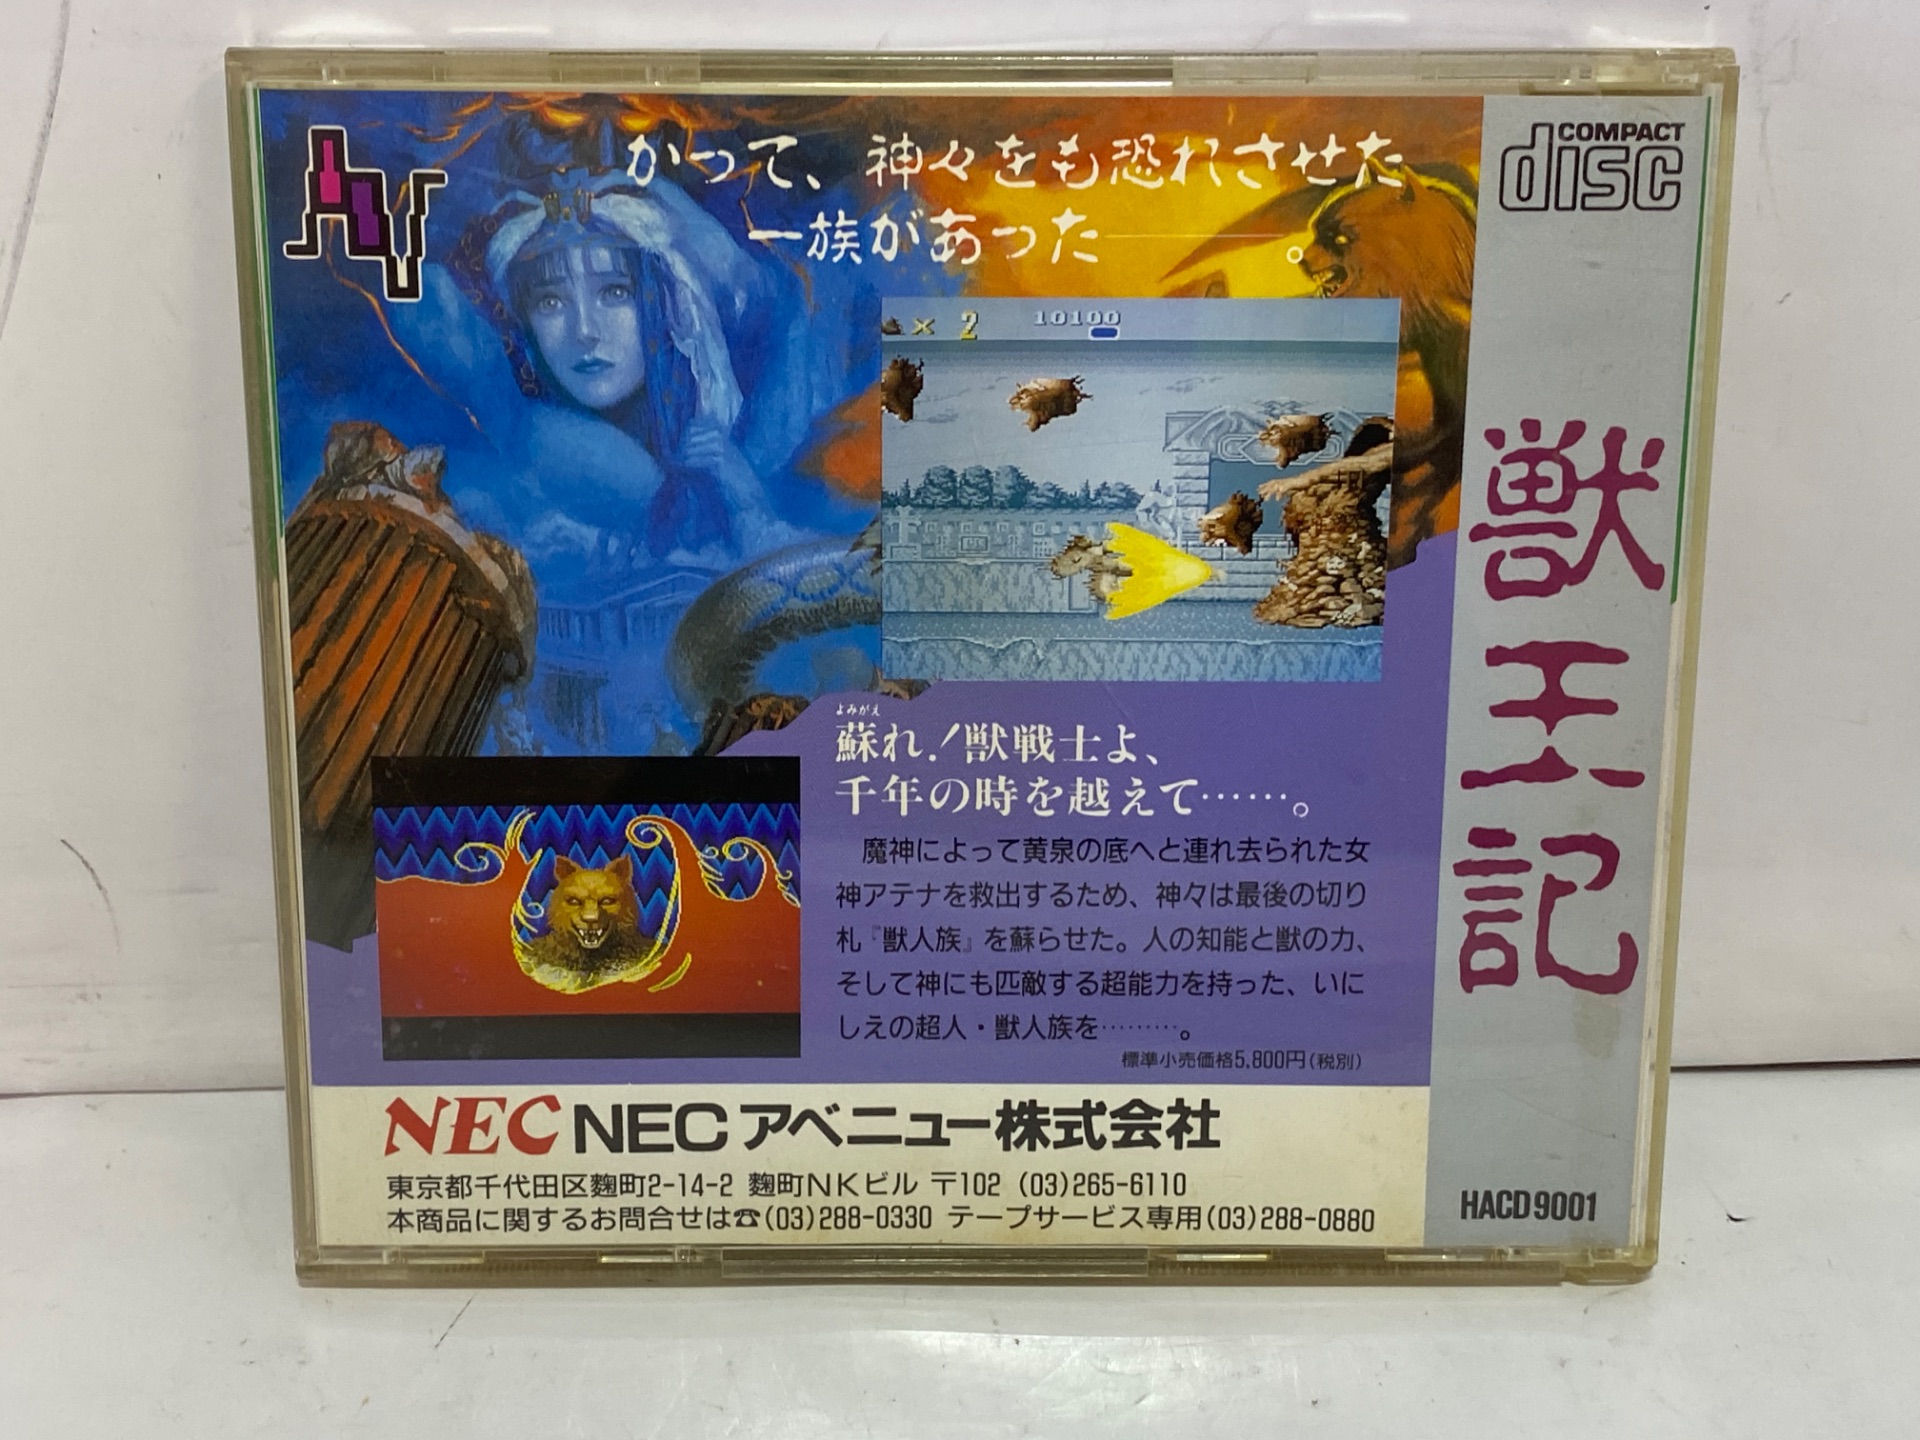 かつて、神々をも恐れさせた
一族があった――。
COMPACT
disc
AV
× 2 10100
獣王記
よみがえ
蘇れ!獣戦士よ、
千年の時を越えて……。
魔神によって黄泉の底へと連れ去られた女
神アテナを救出するため、神々は最後の切り
札『獣人族』を蘇らせた。人の知能と獣の力、
そして神にも匹敵する超能力を持った、いに
しえの超人・獣人族を………。
標準小売価格5,800円(税別)
NEC NECアベニュー株式会社
東京都千代田区麹町2-14-2 麹町NKビル 〒102 (03)265-6110
本商品に関するお問合せは☎(03)288-0330 テープサービス専用(03)288-0880
HACD9001